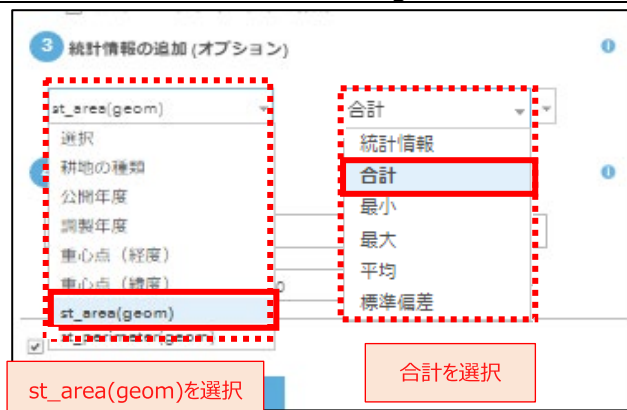 3 統計情報の追加 (オプション)
st_area(geom)
選択
耕地の種類
公開年度
調製年度
重心点（経度）
重心点（緯度）
st_area(geom)
st_perimeter(geom)
合計
統計情報
合計
最小
最大
平均
標準偏差
st_area(geom)を選択
合計を選択